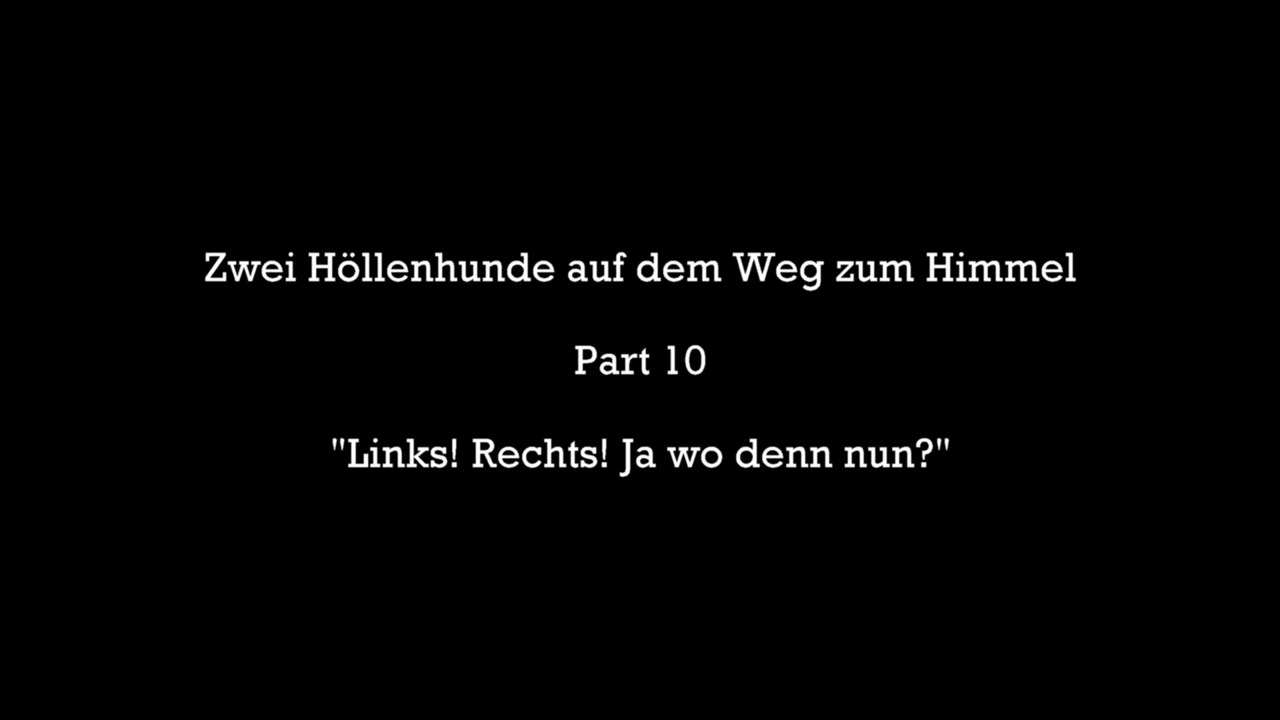 Zwei Höllenhunde auf dem Weg zum Himmel
Part 10
"Links! Rechts! Ja wo denn nun?"